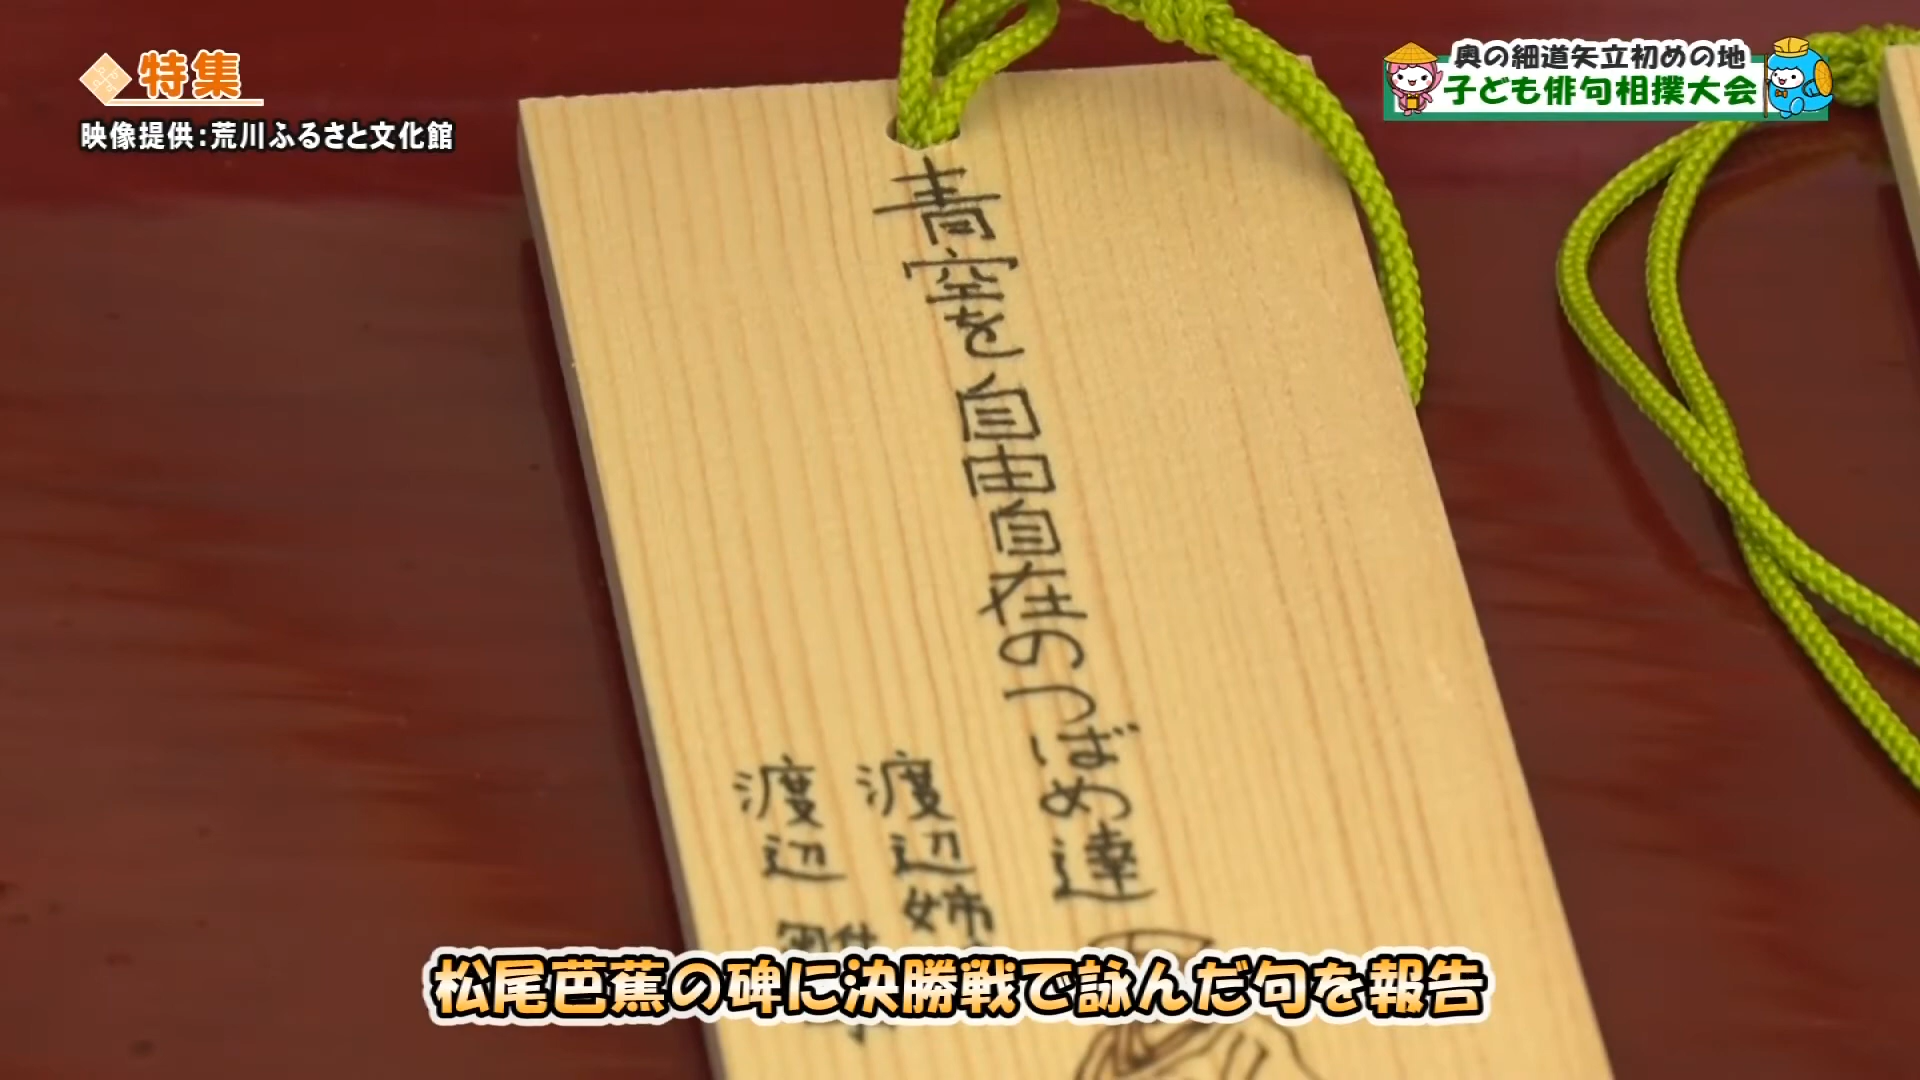 特集
映像提供：荒川ふるさと文化館
奥の細道矢立初めの地
子ども俳句相撲大会
青空を自由自在のつばめ達
渡辺姉
渡辺
松尾芭蕉の碑に決勝戦で詠んだ句を報告